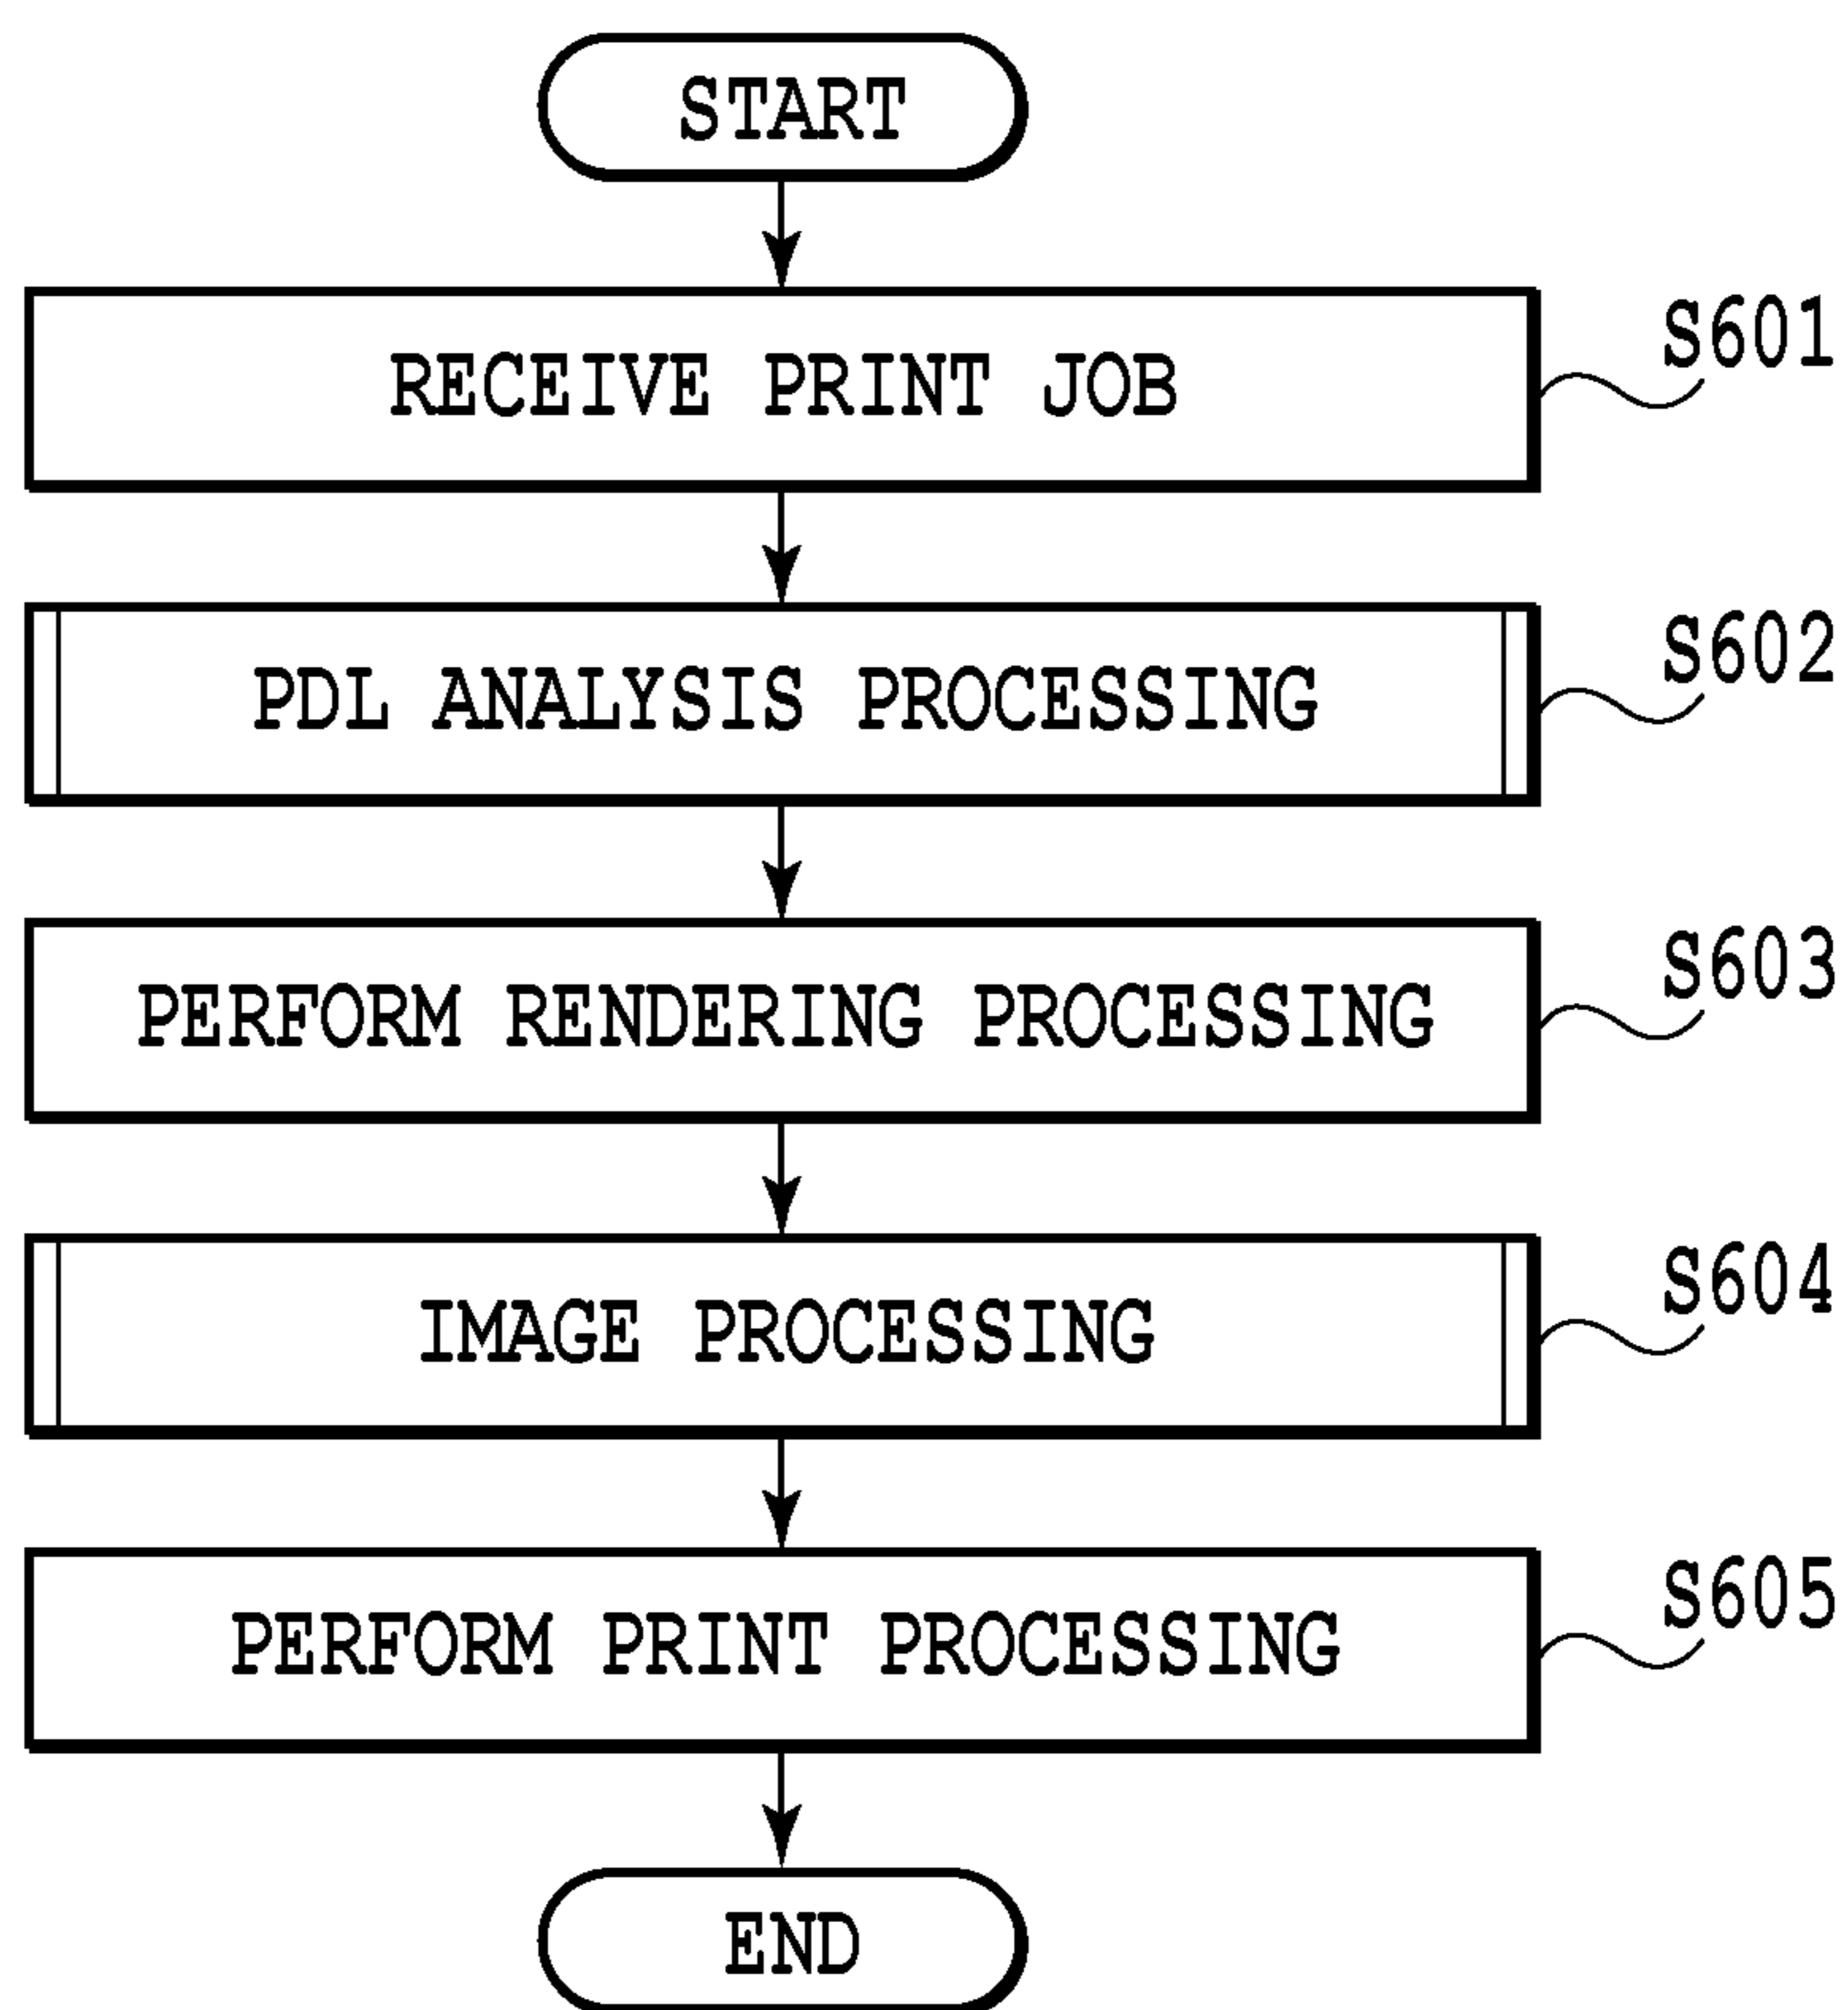 START
RECEIVE PRINT JOB
S601
PDL ANALYSIS PROCESSING
S602
PERFORM RENDERING PROCESSING
S603
IMAGE PROCESSING
S604
PERFORM PRINT PROCESSING
S605
END